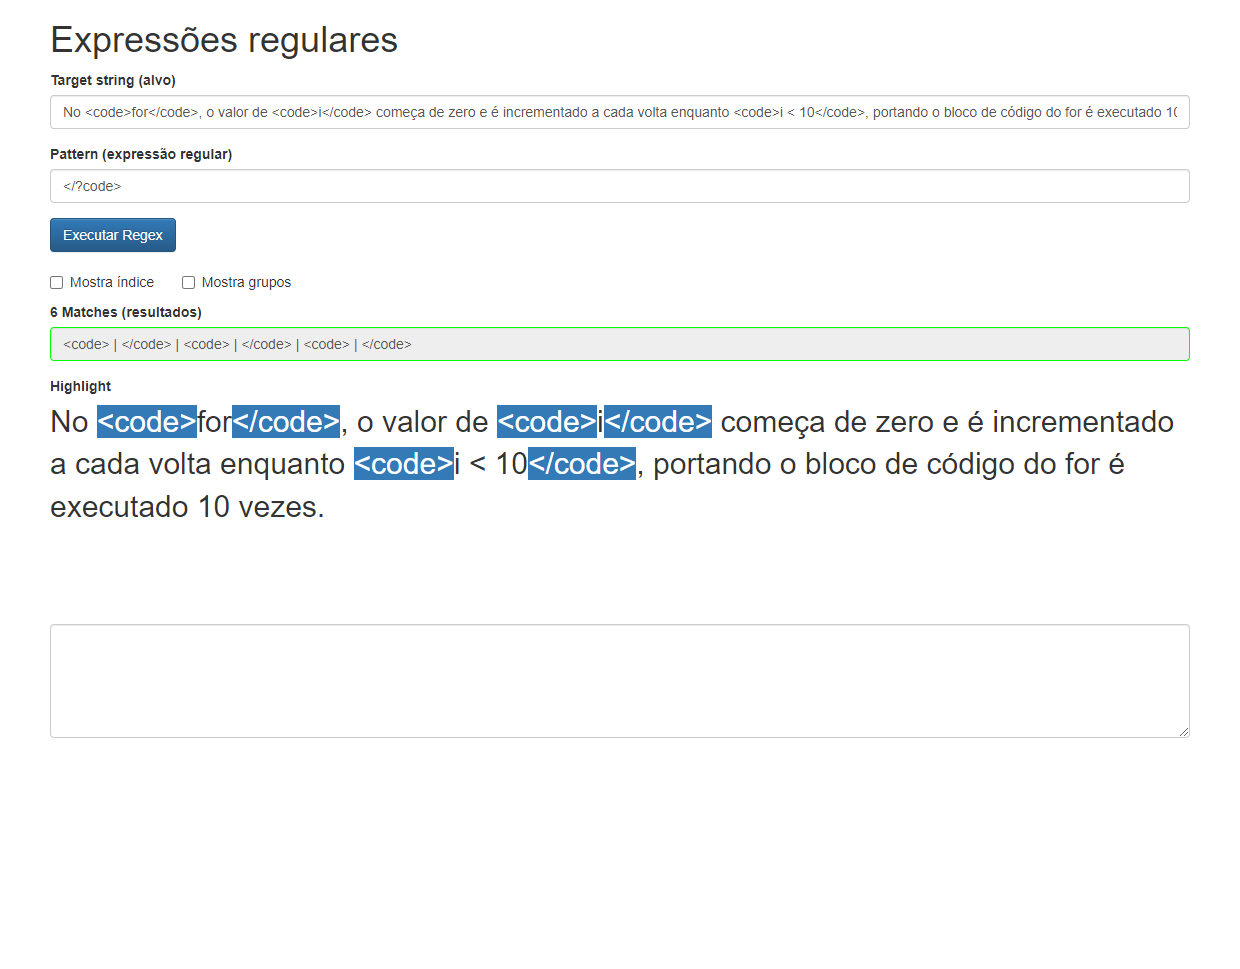 Expressões regulares
Target string (alvo)
No <code>for</code>, o valor de <code>i</code> começa de zero e é incrementado a cada volta enquanto <code>i < 10</code>, portando o bloco de código do for é executado 10
Pattern (expressão regular)
</?code>
Executar Regex
Mostra índice Mostra grupos
6 Matches (resultados)
<code> | </code> | <code> | </code> | <code> | </code>
Highlight
No <code>for</code>, o valor de <code>i</code> começa de zero e é incrementado
a cada volta enquanto <code>i < 10</code>, portando o bloco de código do for é
executado 10 vezes.